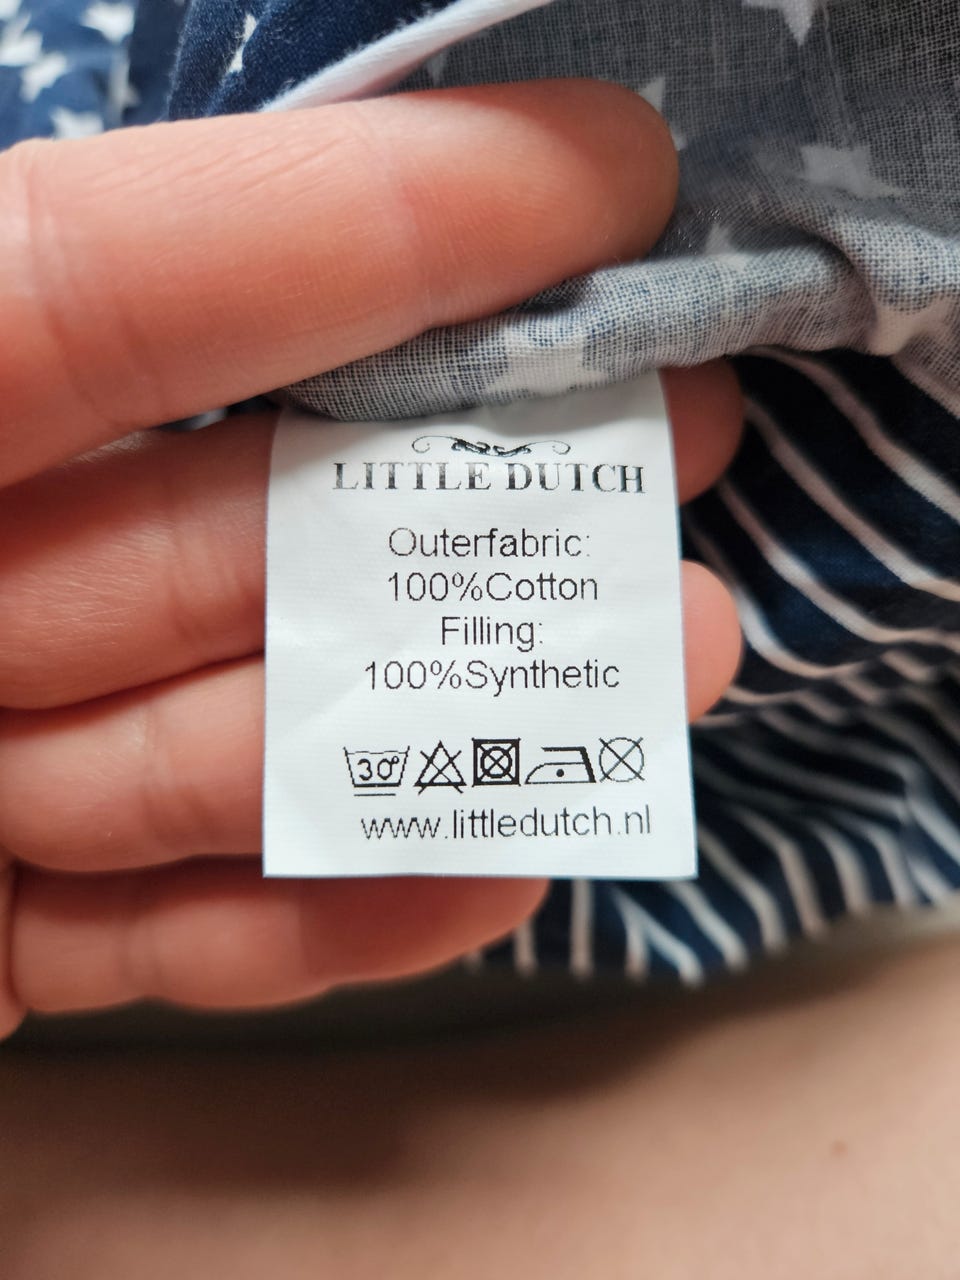 LITTLE DUTCH
Outerfabric:
100%Cotton
Filling:
100%Synthetic
30°
www.littledutch.nl